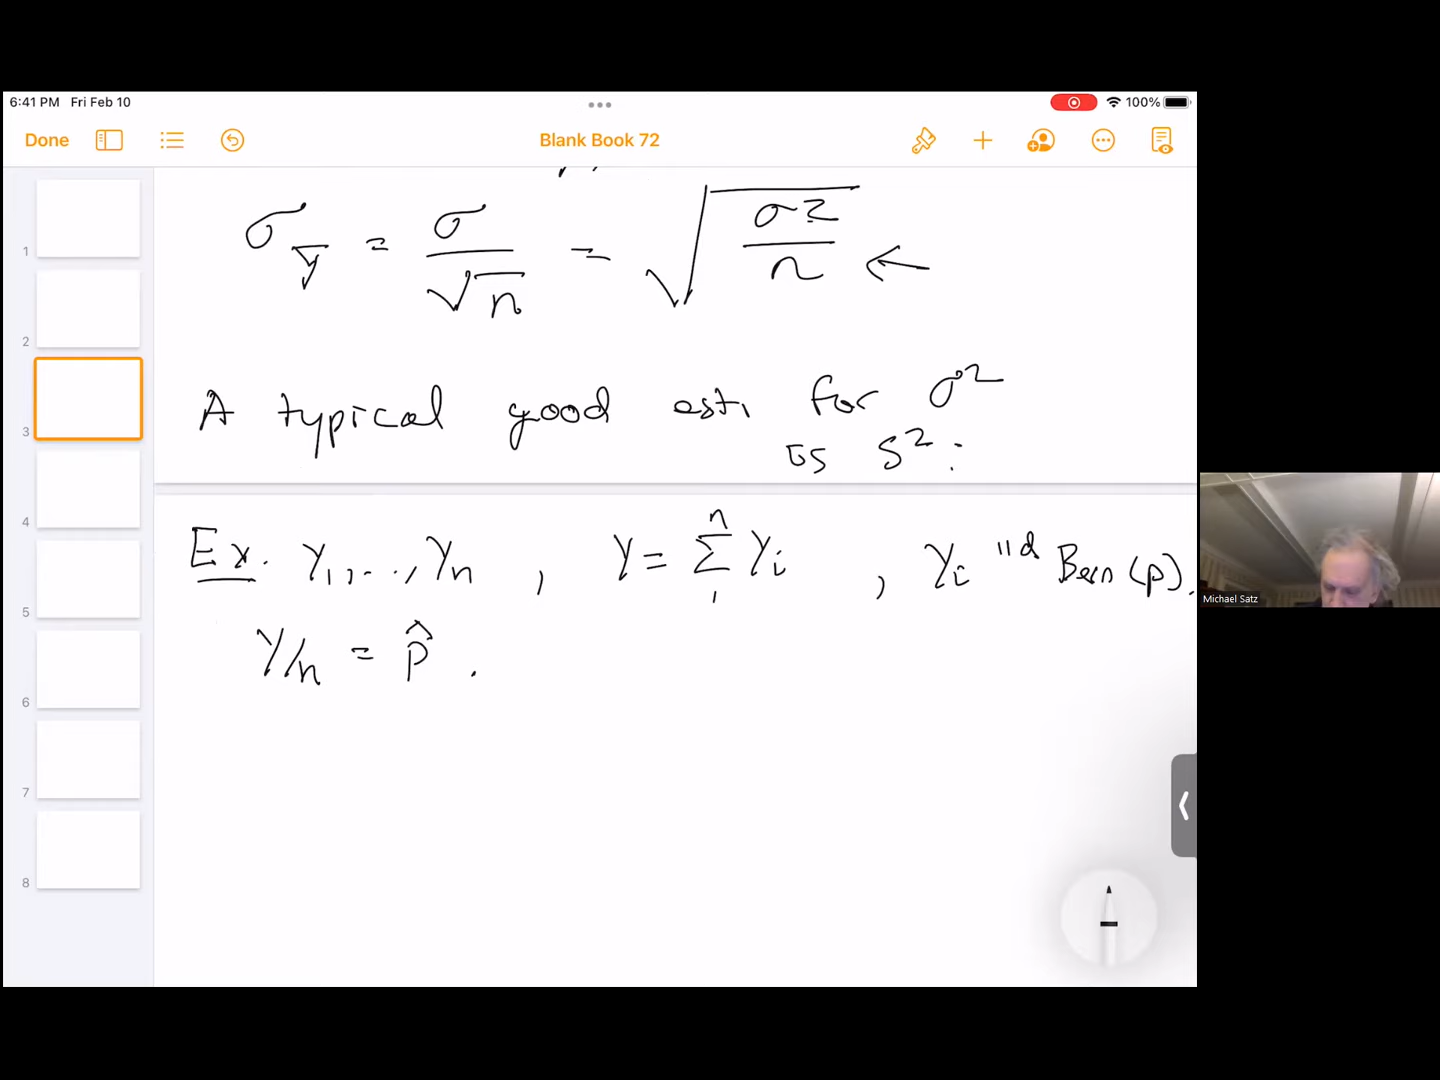 6:41 PM Fri Feb 10
100%
Done
Blank Book 72
1
2
3
4
5
6
7
8
σ_ȳ = σ/√n = √(σ2/n) ←
A typical good est. for σ²
is S² :
Ex. Y₁, ..., Yₙ , Y = Σ₁ⁿ Yᵢ , Yᵢ iid Bern (p).
Y/n = p̂ .
Michael Satz